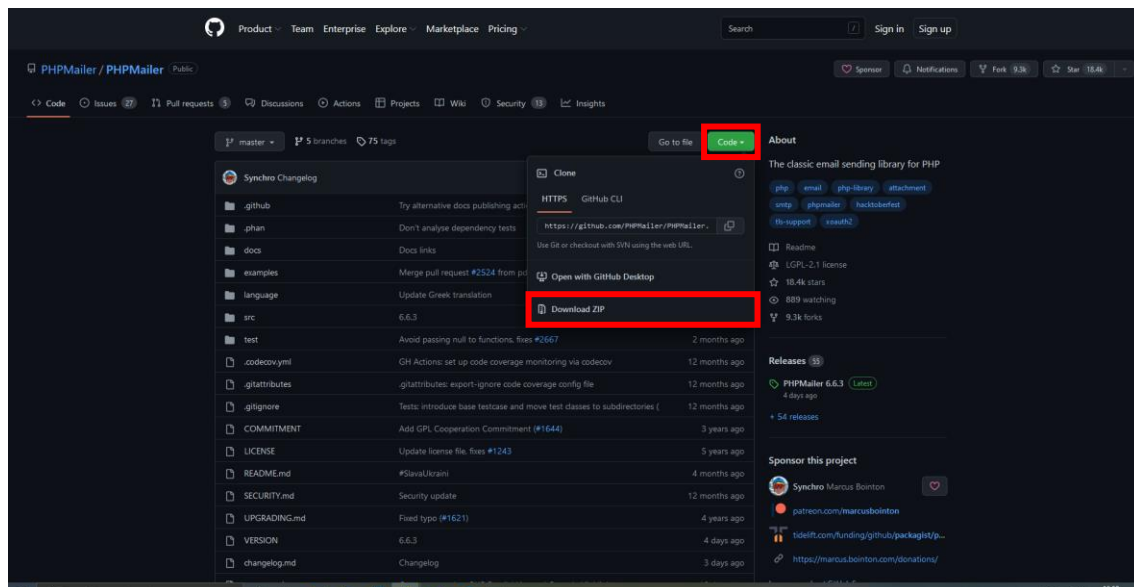 Product Team Enterprise Explore Marketplace Pricing Search / Sign in Sign up
PHPMailer / PHPMailer Public Sponsor Notifications Fork 9.3k Star 18.4k
<> Code Issues 27 Pull requests 5 Discussions Actions Projects Wiki Security 13 Insights
master 5 branches 75 tags Go to file Code
Synchro Changelog
.github Try alternative docs publishing
.phan Don't analyse dependency tests
docs Docs links
examples Merge pull request #2524 from
language Update Greek translation
src 6.6.3
test Avoid passing null to functions, fixes #2667 2 months ago
.codecov.yml GH Actions: set up code coverage monitoring via codecov 12 months ago
.gitattributes .gitattributes: export-ignore code coverage config file 12 months ago
.gitignore Tests: introduce base testcase and move test classes to subdirectories ( 12 months ago
COMMITMENT Add GPL Cooperation Commitment (#1644) 3 years ago
LICENSE Update license file, fixes #1243 5 years ago
README.md #SlavaUkraini 4 months ago
SECURITY.md Security update 12 months ago
UPGRADING.md Fixed typo (#1621) 4 years ago
VERSION 6.6.3 4 days ago
changelog.md Changelog 3 days ago
Clone
HTTPS GitHub CLI
https://github.com/PHPMailer/PHPMailer.
Use Git or checkout with SVN using the web URL.
Open with GitHub Desktop
Download ZIP
About
The classic email sending library for PHP
php email php-library attachment
smtp phpmailer hacktoberfest
tls-support xoauth2
Readme
LGPL-2.1 license
18.4k stars
889 watching
9.3k forks
Releases 55
PHPMailer 6.6.3 Latest
4 days ago
+ 54 releases
Sponsor this project
Synchro Marcus Bointon
patreon.com/marcusbointon
tidelift.com/funding/github/packagist/p...
https://marcus.bointon.com/donations/